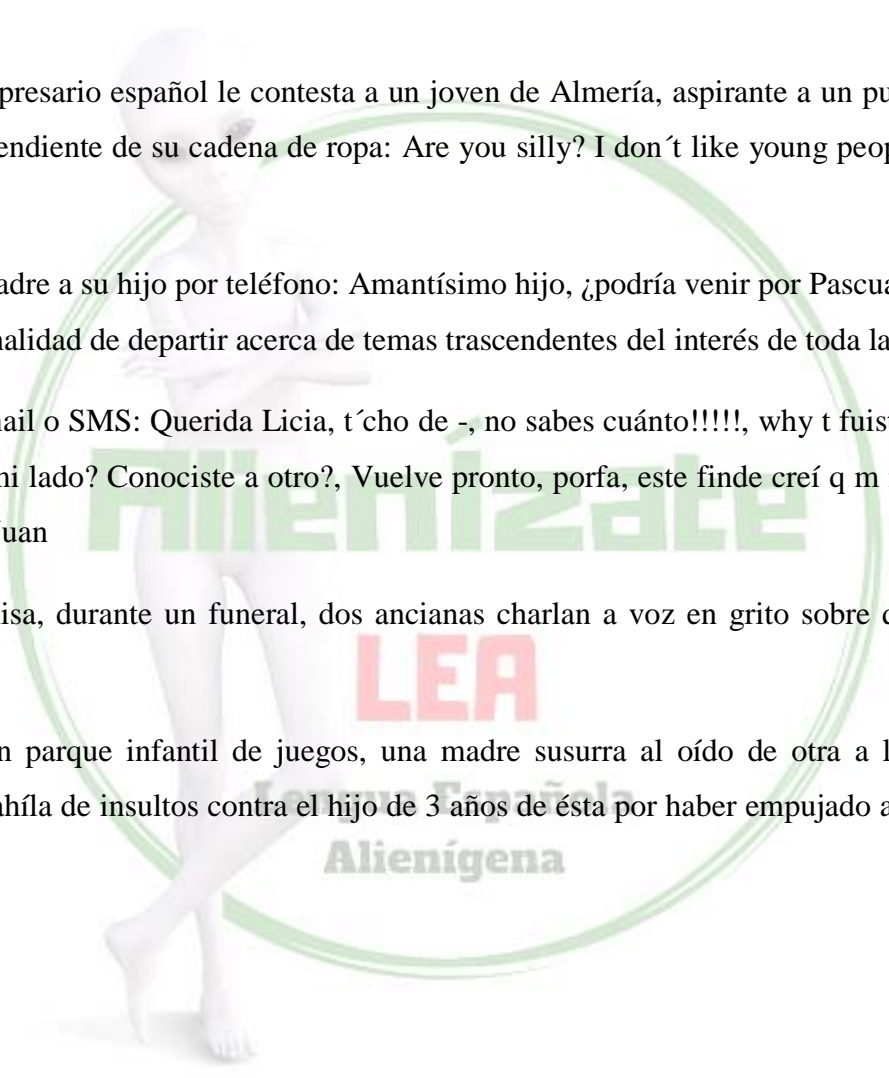 presario español le contesta a un joven de Almería, aspirante a un pu
endiente de su cadena de ropa: Are you silly? I don´t like young peop
adre a su hijo por teléfono: Amantísimo hijo, ¿podría venir por Pascua
nalidad de departir acerca de temas trascendentes del interés de toda la
ail o SMS: Querida Licia, t´cho de -, no sabes cuánto!!!!!, why t fuis
mi lado? Conociste a otro?, Vuelve pronto, porfa, este finde creí q m
uan
Alienízate
isa, durante un funeral, dos ancianas charlan a voz en grito sobre
LEA
n parque infantil de juegos, una madre susurra al oído de otra a l
ahíla de insultos contra el hijo de 3 años de ésta por haber empujado a
Lengua Española
Alienígena